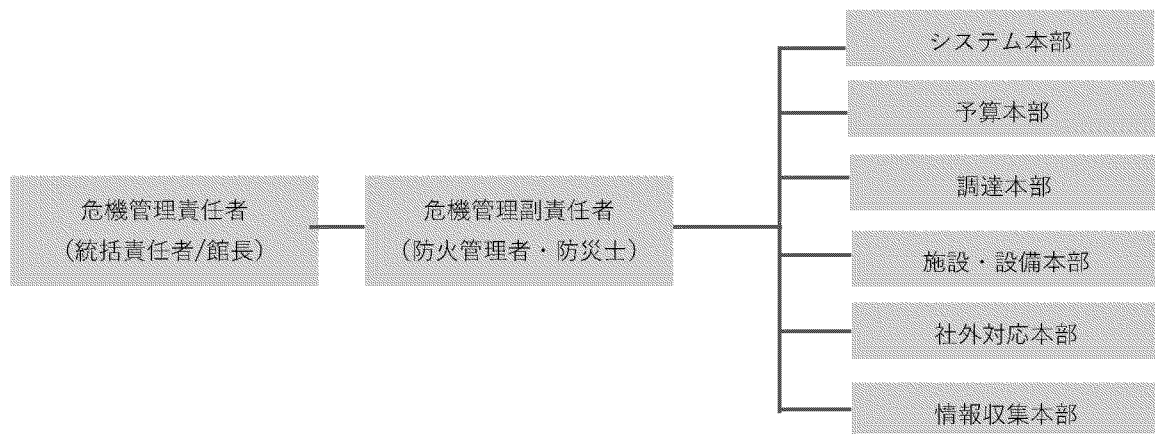 危機管理責任者
（統括責任者/館長）
危機管理副責任者
（防火管理者・防災士）
システム本部
予算本部
調達本部
施設・設備本部
社外対応本部
情報収集本部